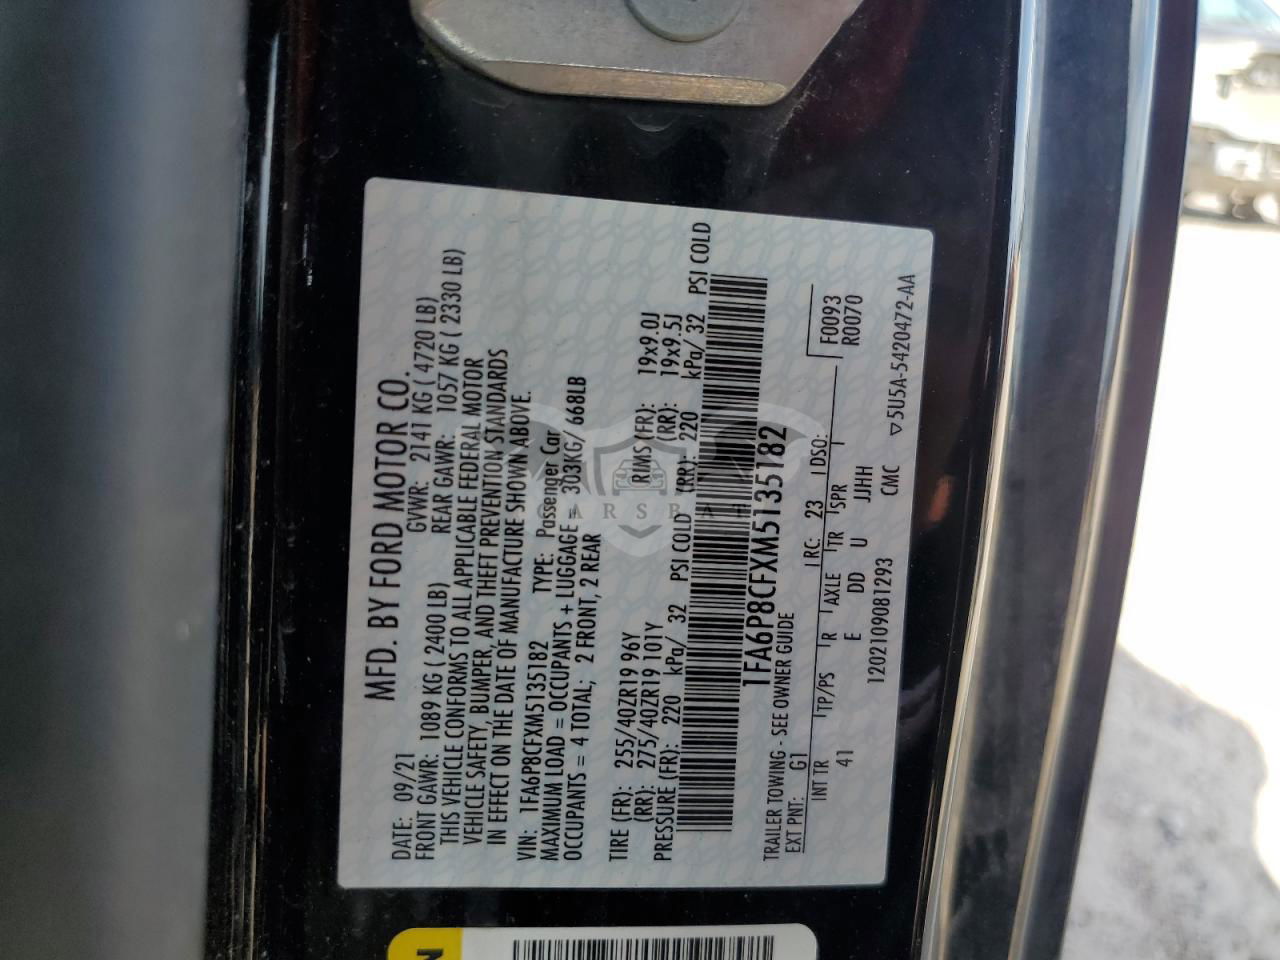 MFD. BY FORD MOTOR CO.
DATE: 09/21 GVWR: 2141 KG ( 4720 LB)
FRONT GAWR: 1089 KG ( 2400 LB) REAR GAWR: 1057 KG ( 2330 LB)
THIS VEHICLE CONFORMS TO ALL APPLICABLE FEDERAL MOTOR
VEHICLE SAFETY, BUMPER, AND THEFT PREVENTION STANDARDS
IN EFFECT ON THE DATE OF MANUFACTURE SHOWN ABOVE.
VIN: 1FA6P8CFXM5135182 TYPE: Passenger Car
MAXIMUM LOAD = OCCUPANTS + LUGGAGE = 303KG/ 668LB
OCCUPANTS = 4 TOTAL; 2 FRONT, 2 REAR
TIRE (FR): 255/40ZR19 96Y RIMS (FR): 19x9.0J
(RR): 275/40ZR19 101Y (RR): 19x9.5J
PRESSURE (FR): 220 kPa/ 32 PSI COLD (RR): 220 kPa/ 32 PSI COLD
1FA6P8CFXM5135182
TRAILER TOWING - SEE OWNER GUIDE
EXT PNT: G1 RC: 23 DSO: F0093
R0070
INT TR TP/PS R AXLE TR SPR
41 E DD U JJHH
1202109081293 CMC ▽5U5A-5420472-AA
CARSBAT
N